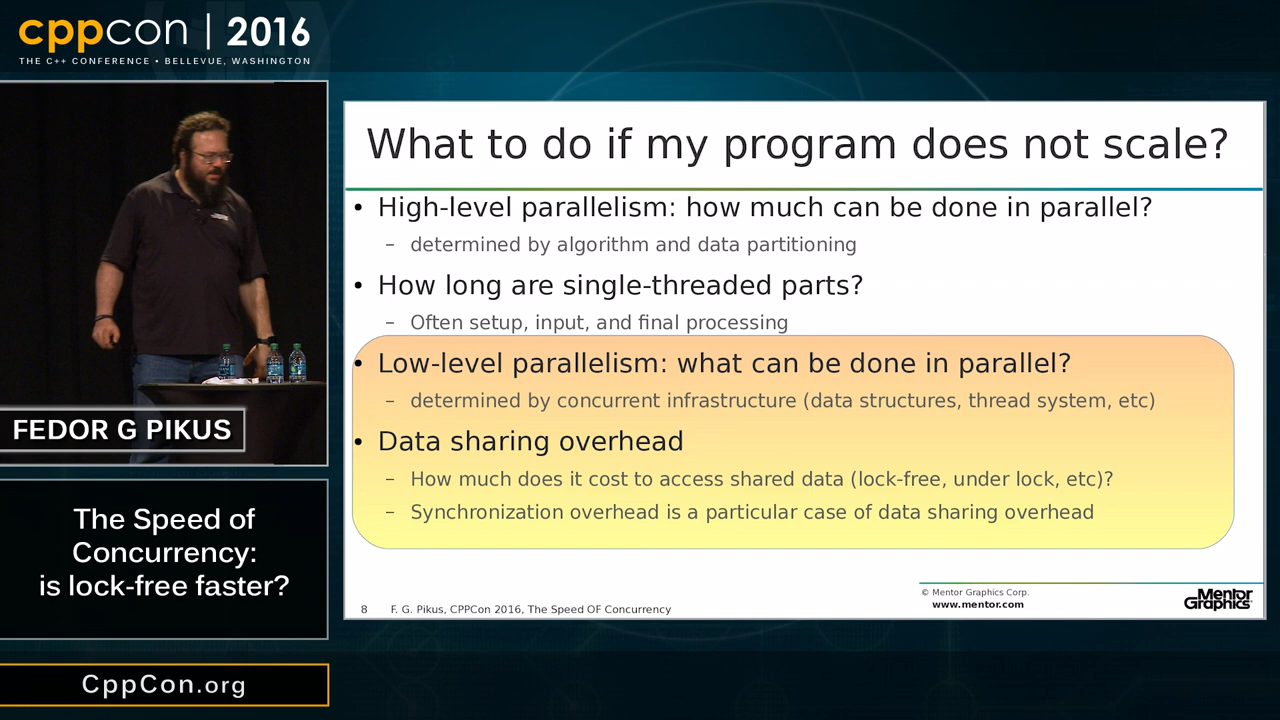 cppcon | 2016
THE C++ CONFERENCE • BELLEVUE, WASHINGTON
FEDOR G PIKUS
The Speed of
Concurrency:
is lock-free faster?
CppCon.org
What to do if my program does not scale?
• High-level parallelism: how much can be done in parallel?
– determined by algorithm and data partitioning
• How long are single-threaded parts?
– Often setup, input, and final processing
• Low-level parallelism: what can be done in parallel?
– determined by concurrent infrastructure (data structures, thread system, etc)
• Data sharing overhead
– How much does it cost to access shared data (lock-free, under lock, etc)?
– Synchronization overhead is a particular case of data sharing overhead
8 F. G. Pikus, CPPCon 2016, The Speed OF Concurrency
© Mentor Graphics Corp.
www.mentor.com
Mentor
Graphics